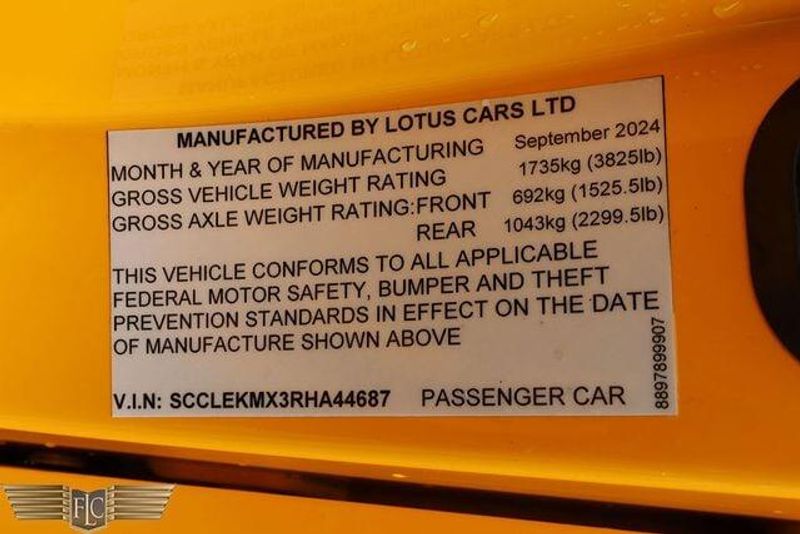 MANUFACTURED BY LOTUS CARS LTD
MONTH & YEAR OF MANUFACTURING September 2024
GROSS VEHICLE WEIGHT RATING 1735kg (3825lb)
GROSS AXLE WEIGHT RATING: FRONT 692kg (1525.5lb)
REAR 1043kg (2299.5lb)
THIS VEHICLE CONFORMS TO ALL APPLICABLE
FEDERAL MOTOR SAFETY, BUMPER AND THEFT
PREVENTION STANDARDS IN EFFECT ON THE DATE
OF MANUFACTURE SHOWN ABOVE
V.I.N: SCCLEKMX3RHA44687 PASSENGER CAR
8897899907
FLC